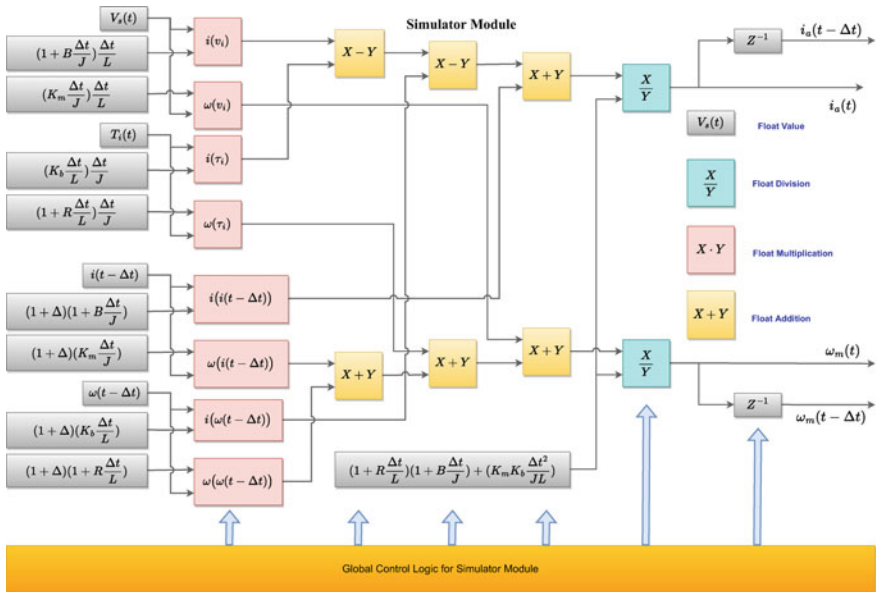 Simulator Module
V_s(t)
(1 + B Δt/J) Δt/L
(K_m Δt/J) Δt/L
T_i(t)
(K_b Δt/L) Δt/J
(1 + R Δt/L) Δt/J
i(t − Δt)
(1 + Δ)(1 + B Δt/J)
(1 + Δ)(K_m Δt/J)
ω(t − Δt)
(1 + Δ)(K_b Δt/L)
(1 + Δ)(1 + R Δt/L)
i(v_i)
ω(v_i)
i(τ_i)
ω(τ_i)
i(i(t − Δt))
ω(i(t − Δt))
i(ω(t − Δt))
ω(ω(t − Δt))
X − Y
X − Y
X + Y
X/Y
X + Y
X + Y
X + Y
X/Y
(1 + R Δt/L)(1 + B Δt/J) + (K_m K_b Δt²/JL)
Z⁻¹
i_a(t − Δt)
i_a(t)
V_s(t)
Float Value
X/Y
Float Division
X · Y
Float Multiplication
X + Y
Float Addition
ω_m(t)
Z⁻¹
ω_m(t − Δt)
Global Control Logic for Simulator Module